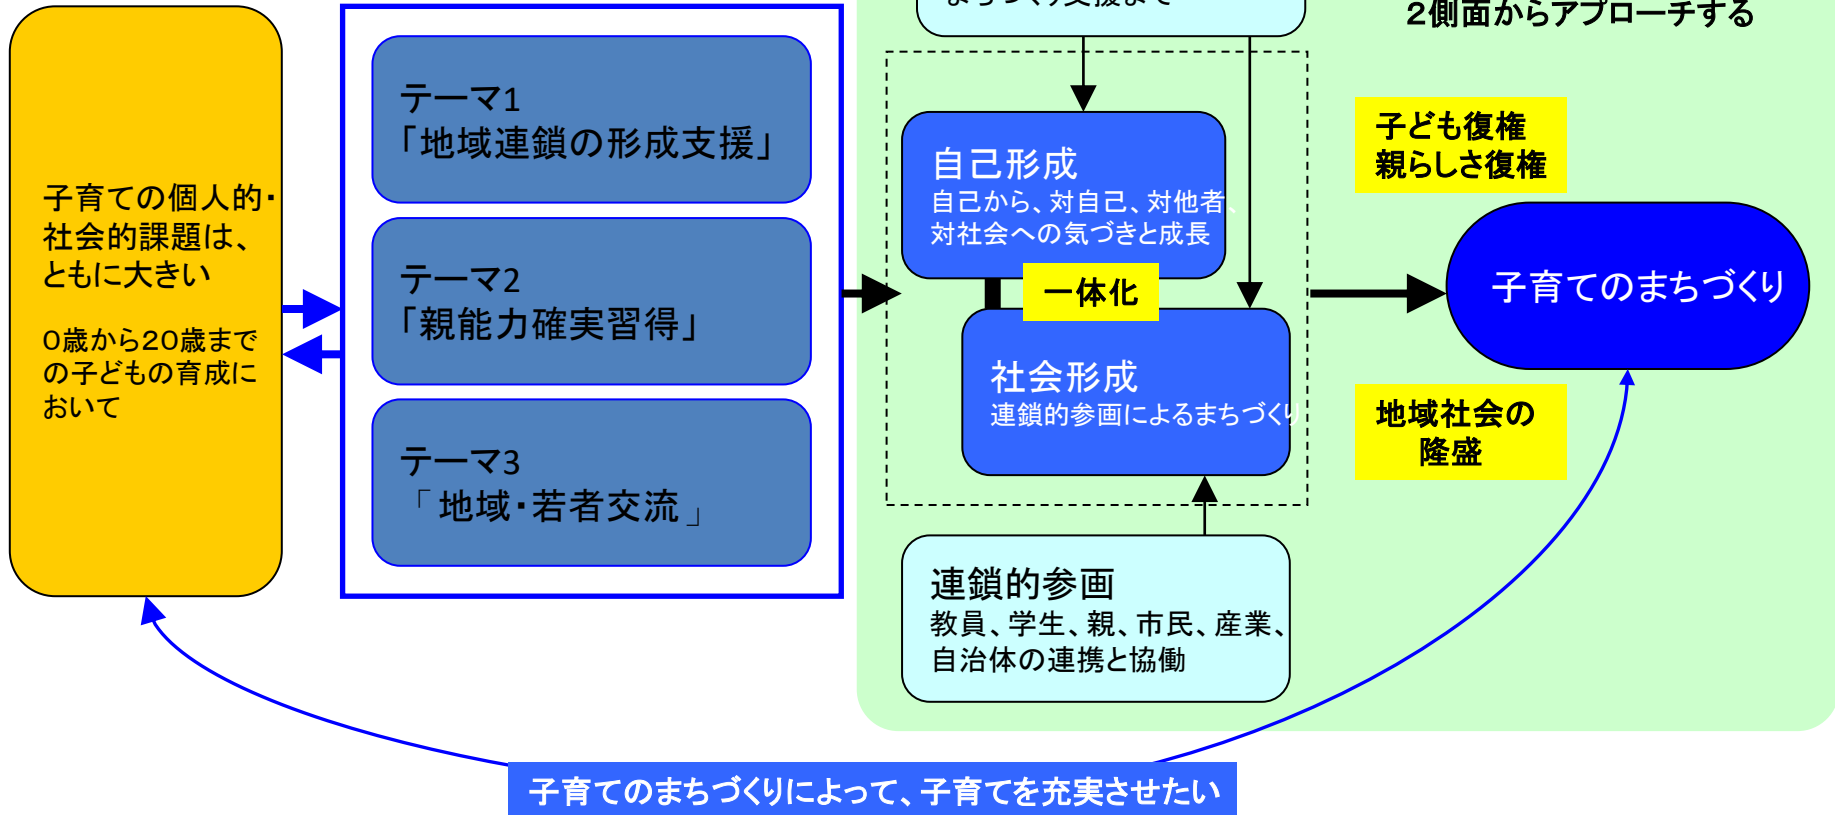 まちづくり支援まで
2側面からアプローチする
子育ての個人的・
社会的課題は、
ともに大きい
0歳から20歳まで
の子どもの育成に
おいて
テーマ1
「地域連鎖の形成支援」
テーマ2
「親能力確実習得」
テーマ3
「地域・若者交流」
自己形成
自己から、対自己、対他者、
対社会への気づきと成長
一体化
社会形成
連鎖的参画によるまちづくり
連鎖的参画
教員、学生、親、市民、産業、
自治体の連携と協働
子ども復権
親らしさ復権
子育てのまちづくり
地域社会の
隆盛
子育てのまちづくりによって、子育てを充実させたい